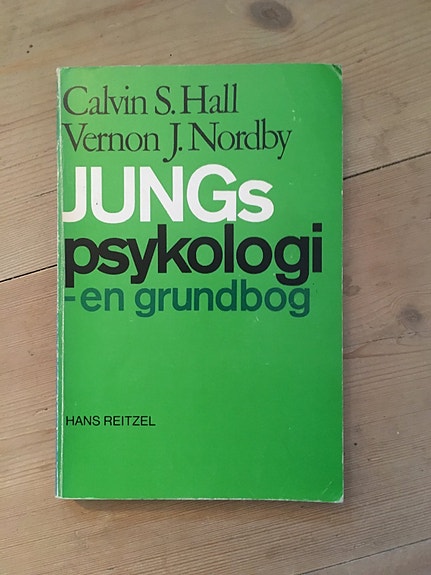 Calvin S. Hall
Vernon J. Nordby
JUNGs
psykologi
-en grundbog
HANS REITZEL